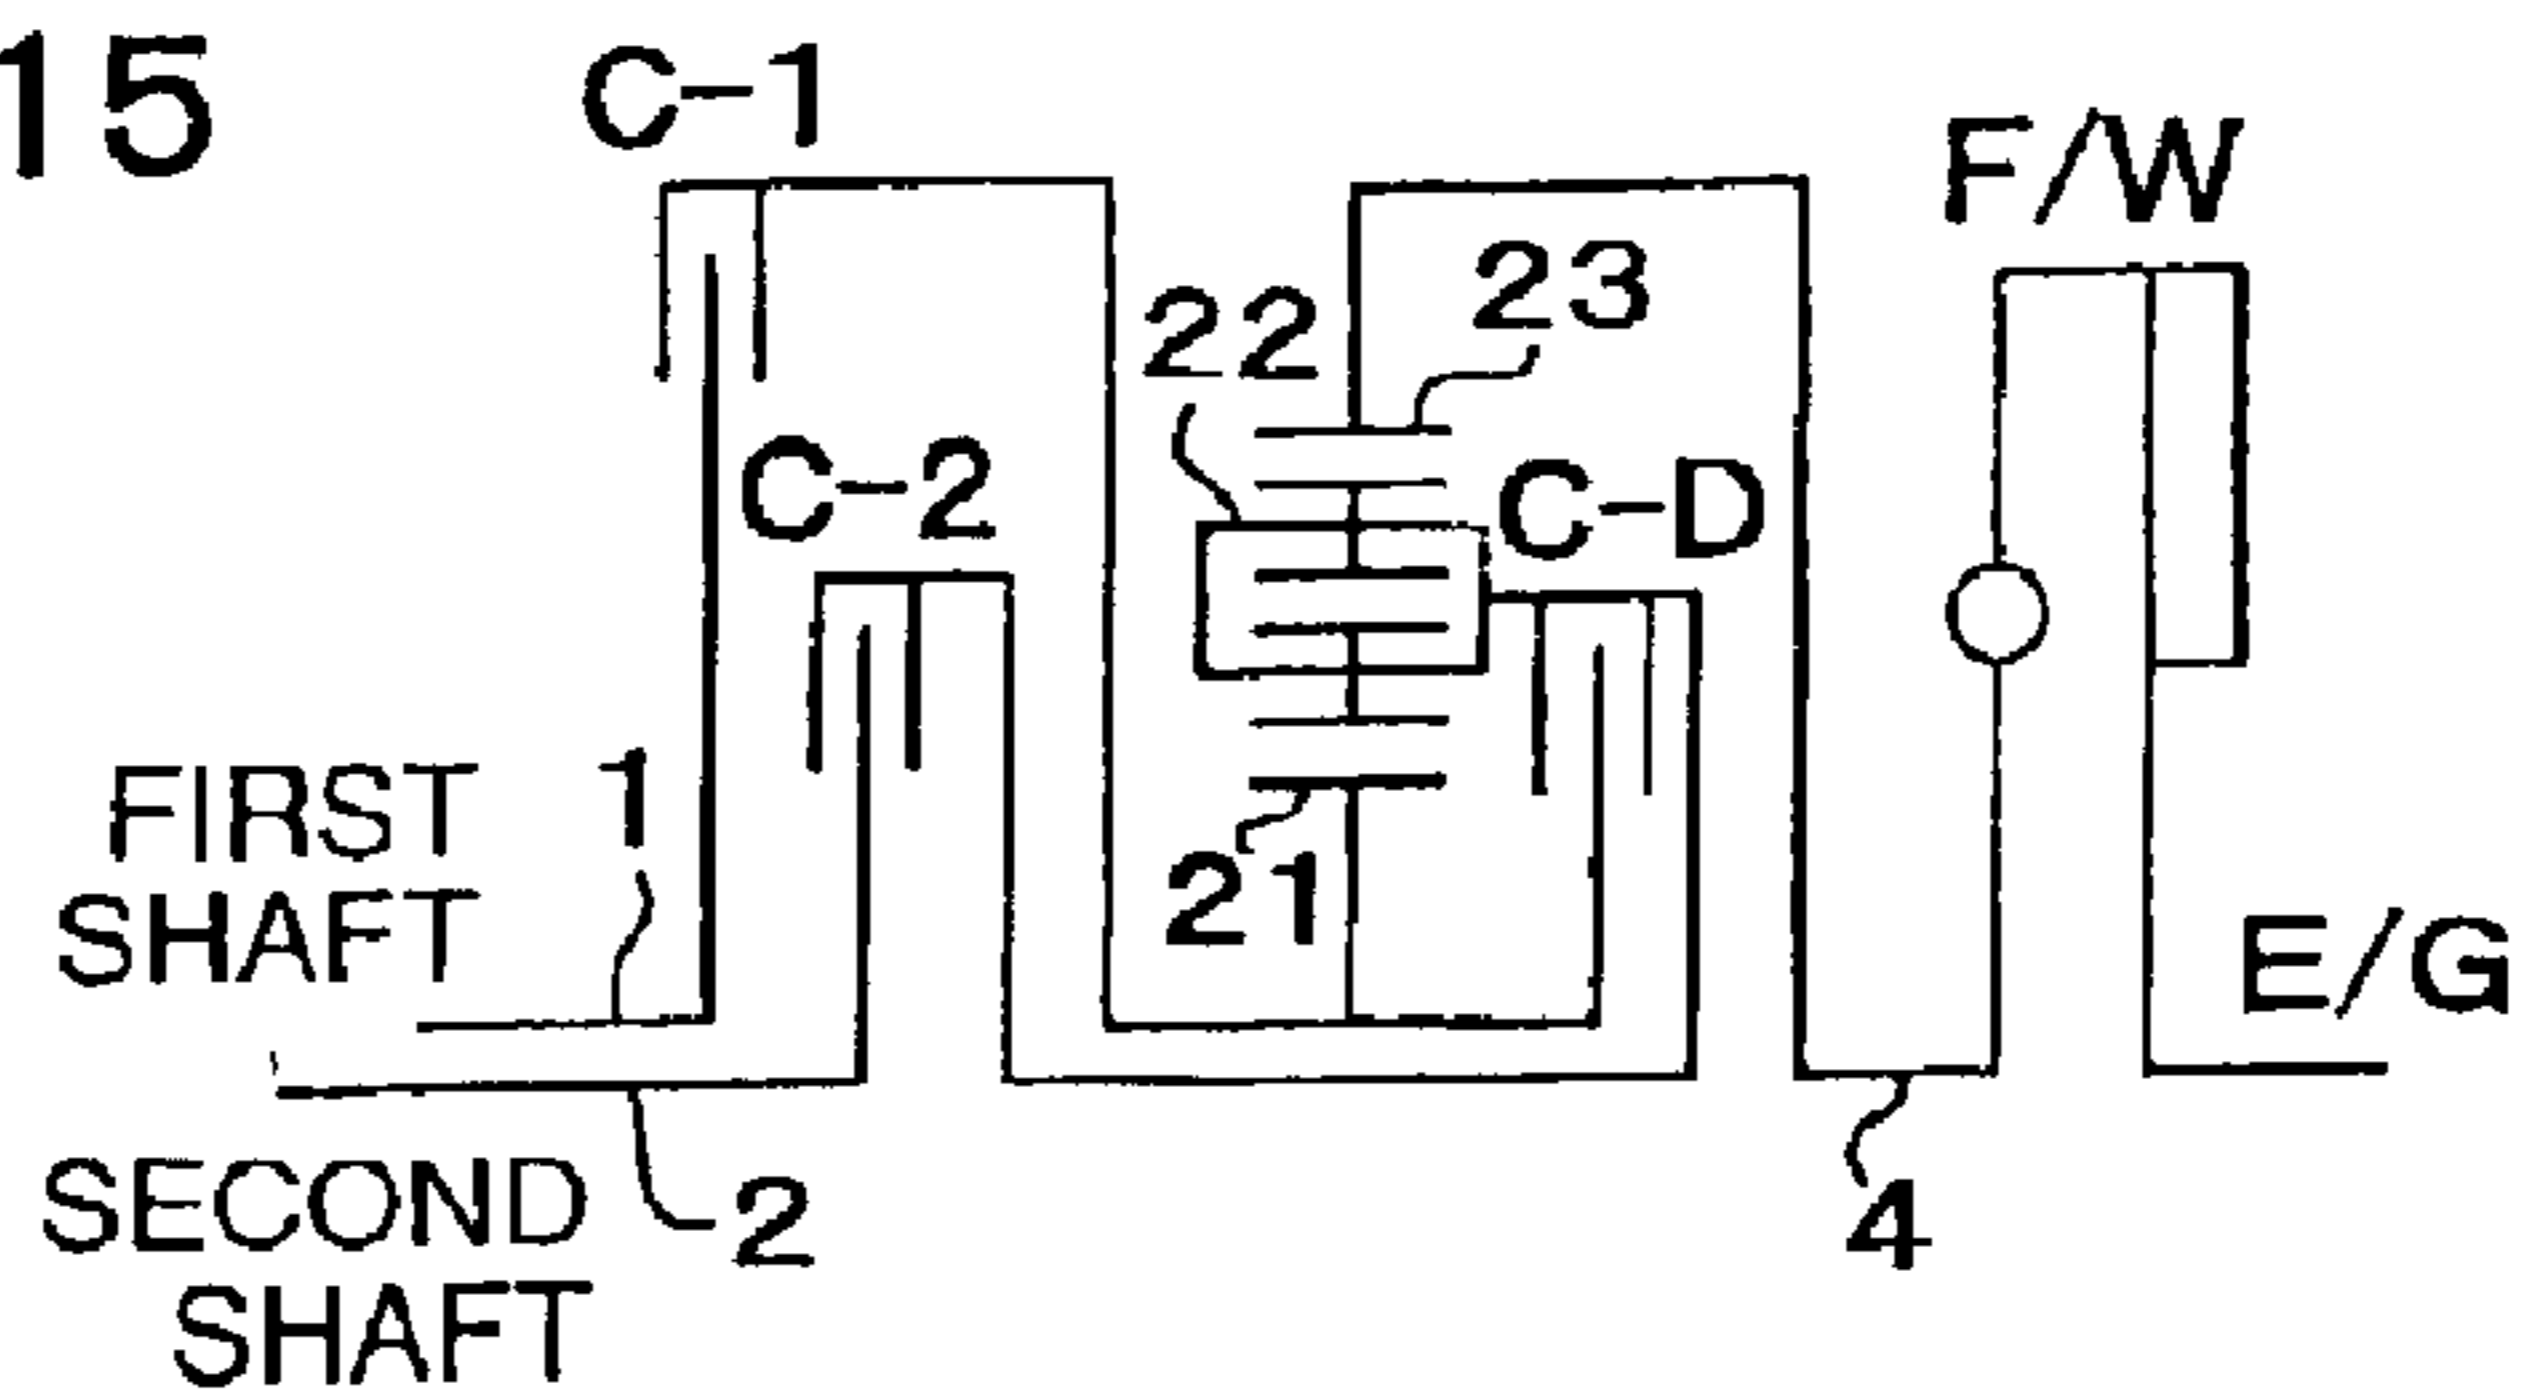 15
C-1
F/W
23
22
C-2
C-D
FIRST
SHAFT
1
21
E/G
SECOND
SHAFT
2
4